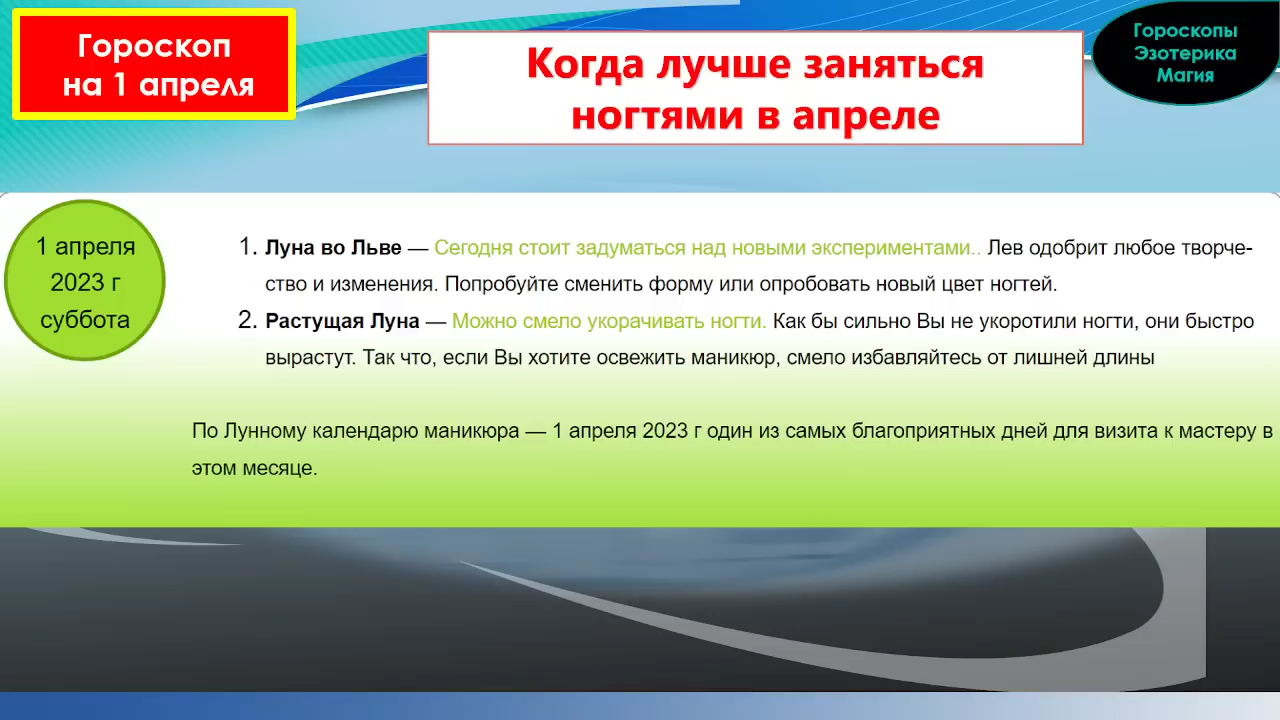 Гороскоп
на 1 апреля
Когда лучше заняться
ногтями в апреле
Гороскопы
Эзотерика
Магия
1 апреля
2023 г
суббота
1. Луна во Льве — Сегодня стоит задуматься над новыми экспериментами.. Лев одобрит любое творче-
ство и изменения. Попробуйте сменить форму или опробовать новый цвет ногтей.
2. Растущая Луна — Можно смело укорачивать ногти. Как бы сильно Вы не укоротили ногти, они быстро
вырастут. Так что, если Вы хотите освежить маникюр, смело избавляйтесь от лишней длины
По Лунному календарю маникюра — 1 апреля 2023 г один из самых благоприятных дней для визита к мастеру в
этом месяце.